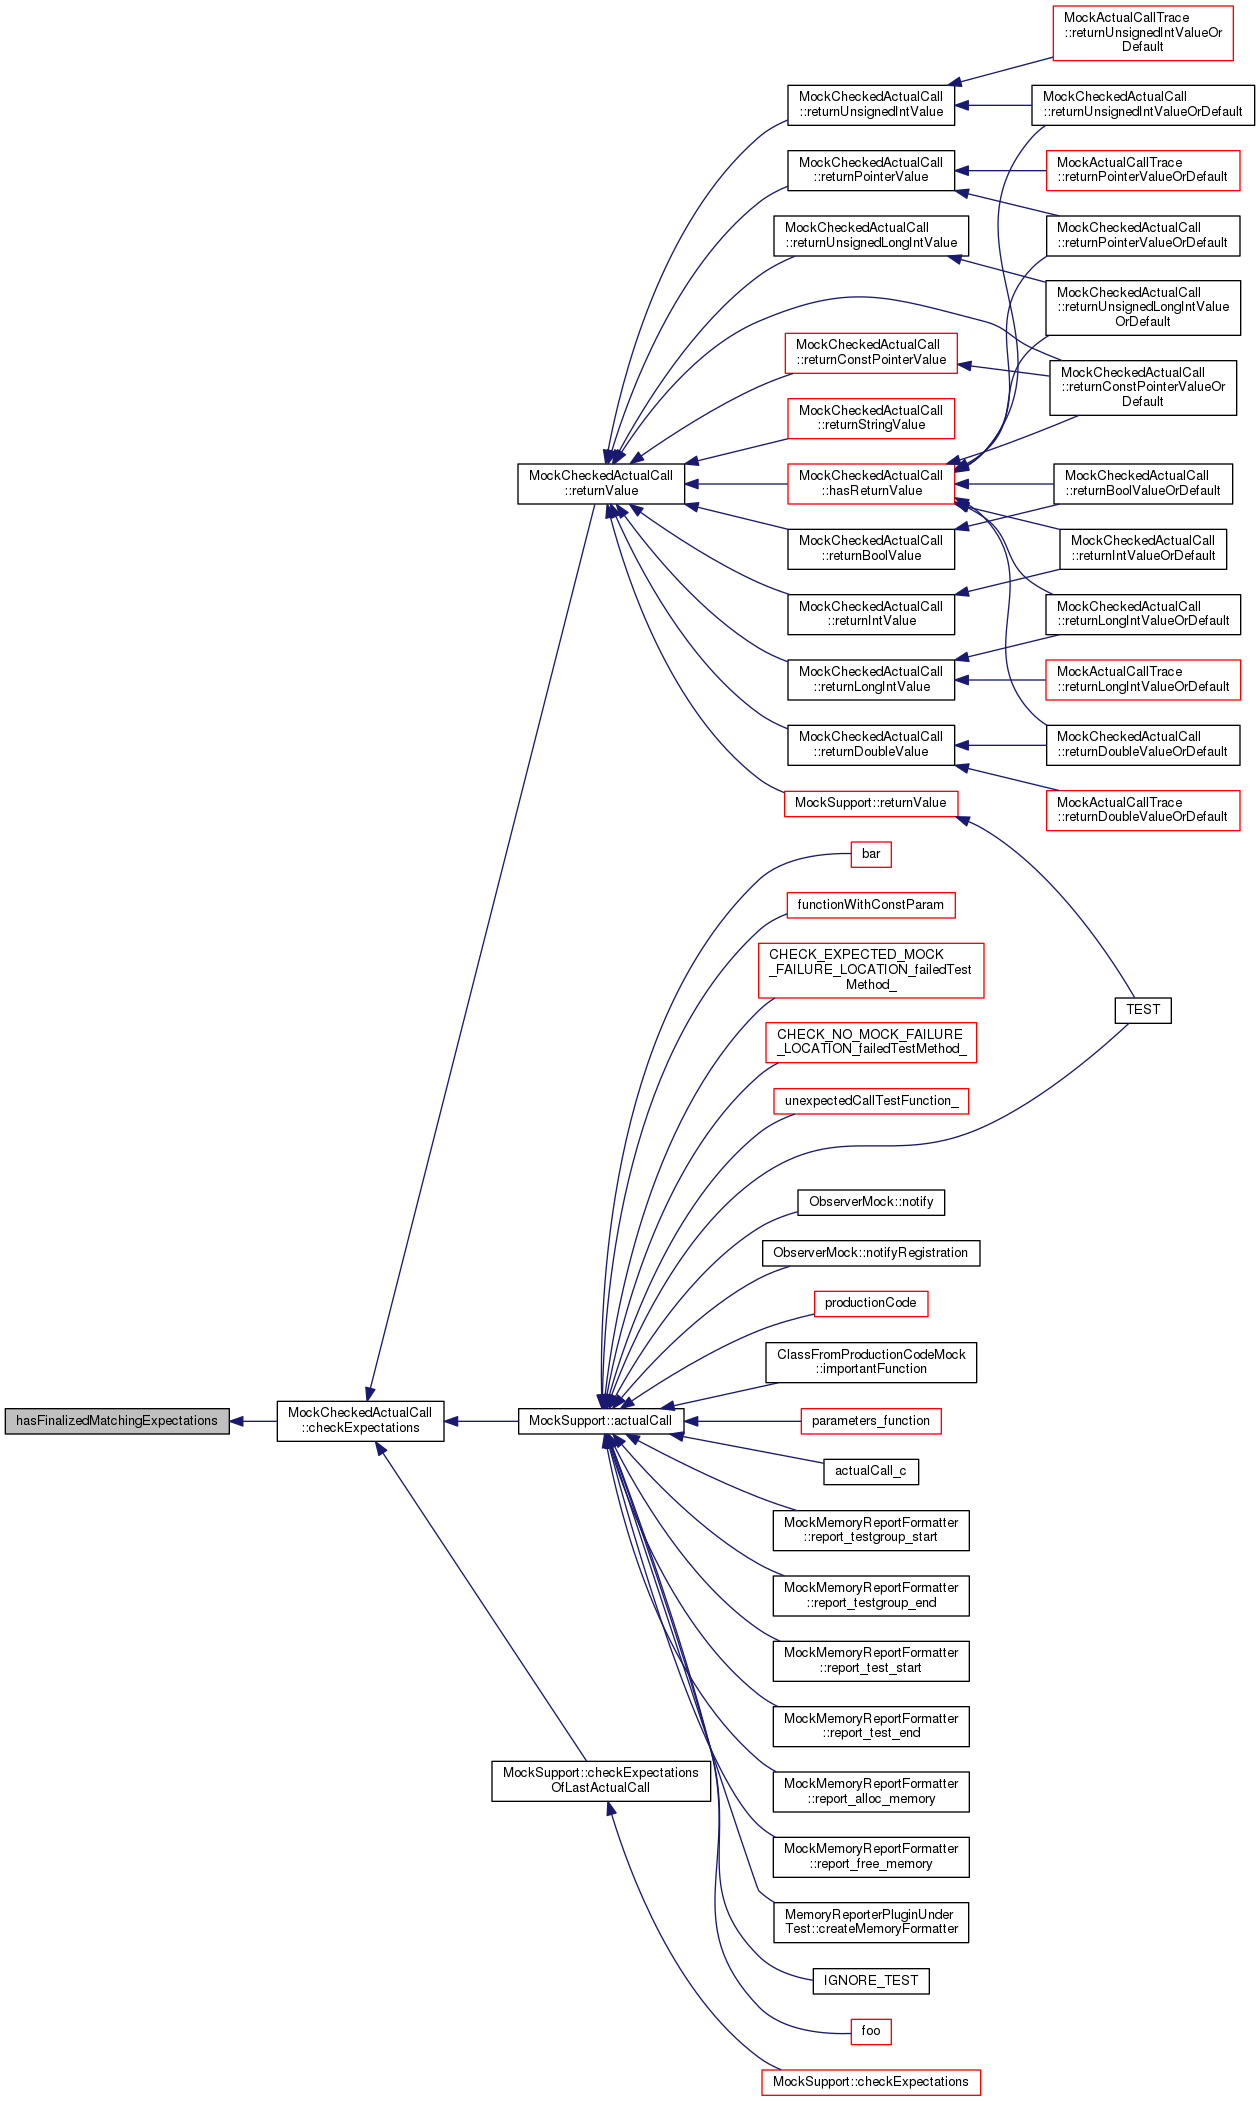 MockActualCallTrace
::returnUnsignedIntValueOr
Default
MockCheckedActualCall
::returnUnsignedIntValue
MockCheckedActualCall
::returnUnsignedIntValueOrDefault
MockCheckedActualCall
::returnPointerValue
MockActualCallTrace
::returnPointerValueOrDefault
MockCheckedActualCall
::returnUnsignedLongIntValue
MockCheckedActualCall
::returnPointerValueOrDefault
MockCheckedActualCall
::returnUnsignedLongIntValue
OrDefault
MockCheckedActualCall
::returnConstPointerValue
MockCheckedActualCall
::returnConstPointerValueOr
Default
MockCheckedActualCall
::returnStringValue
MockCheckedActualCall
::returnValue
MockCheckedActualCall
::hasReturnValue
MockCheckedActualCall
::returnBoolValueOrDefault
MockCheckedActualCall
::returnBoolValue
MockCheckedActualCall
::returnIntValueOrDefault
MockCheckedActualCall
::returnIntValue
MockCheckedActualCall
::returnLongIntValueOrDefault
MockCheckedActualCall
::returnLongIntValue
MockActualCallTrace
::returnLongIntValueOrDefault
MockCheckedActualCall
::returnDoubleValue
MockCheckedActualCall
::returnDoubleValueOrDefault
MockSupport::returnValue
MockActualCallTrace
::returnDoubleValueOrDefault
bar
functionWithConstParam
CHECK_EXPECTED_MOCK
_FAILURE_LOCATION_failedTest
Method_
TEST
CHECK_NO_MOCK_FAILURE
_LOCATION_failedTestMethod_
unexpectedCallTestFunction_
ObserverMock::notify
ObserverMock::notifyRegistration
productionCode
ClassFromProductionCodeMock
::importantFunction
hasFinalizedMatchingExpectations
MockCheckedActualCall
::checkExpectations
MockSupport::actualCall
parameters_function
actualCall_c
MockMemoryReportFormatter
::report_testgroup_start
MockMemoryReportFormatter
::report_testgroup_end
MockMemoryReportFormatter
::report_test_start
MockMemoryReportFormatter
::report_test_end
MockSupport::checkExpectations
OfLastActualCall
MockMemoryReportFormatter
::report_alloc_memory
MockMemoryReportFormatter
::report_free_memory
MemoryReporterPluginUnder
Test::createMemoryFormatter
IGNORE_TEST
foo
MockSupport::checkExpectations